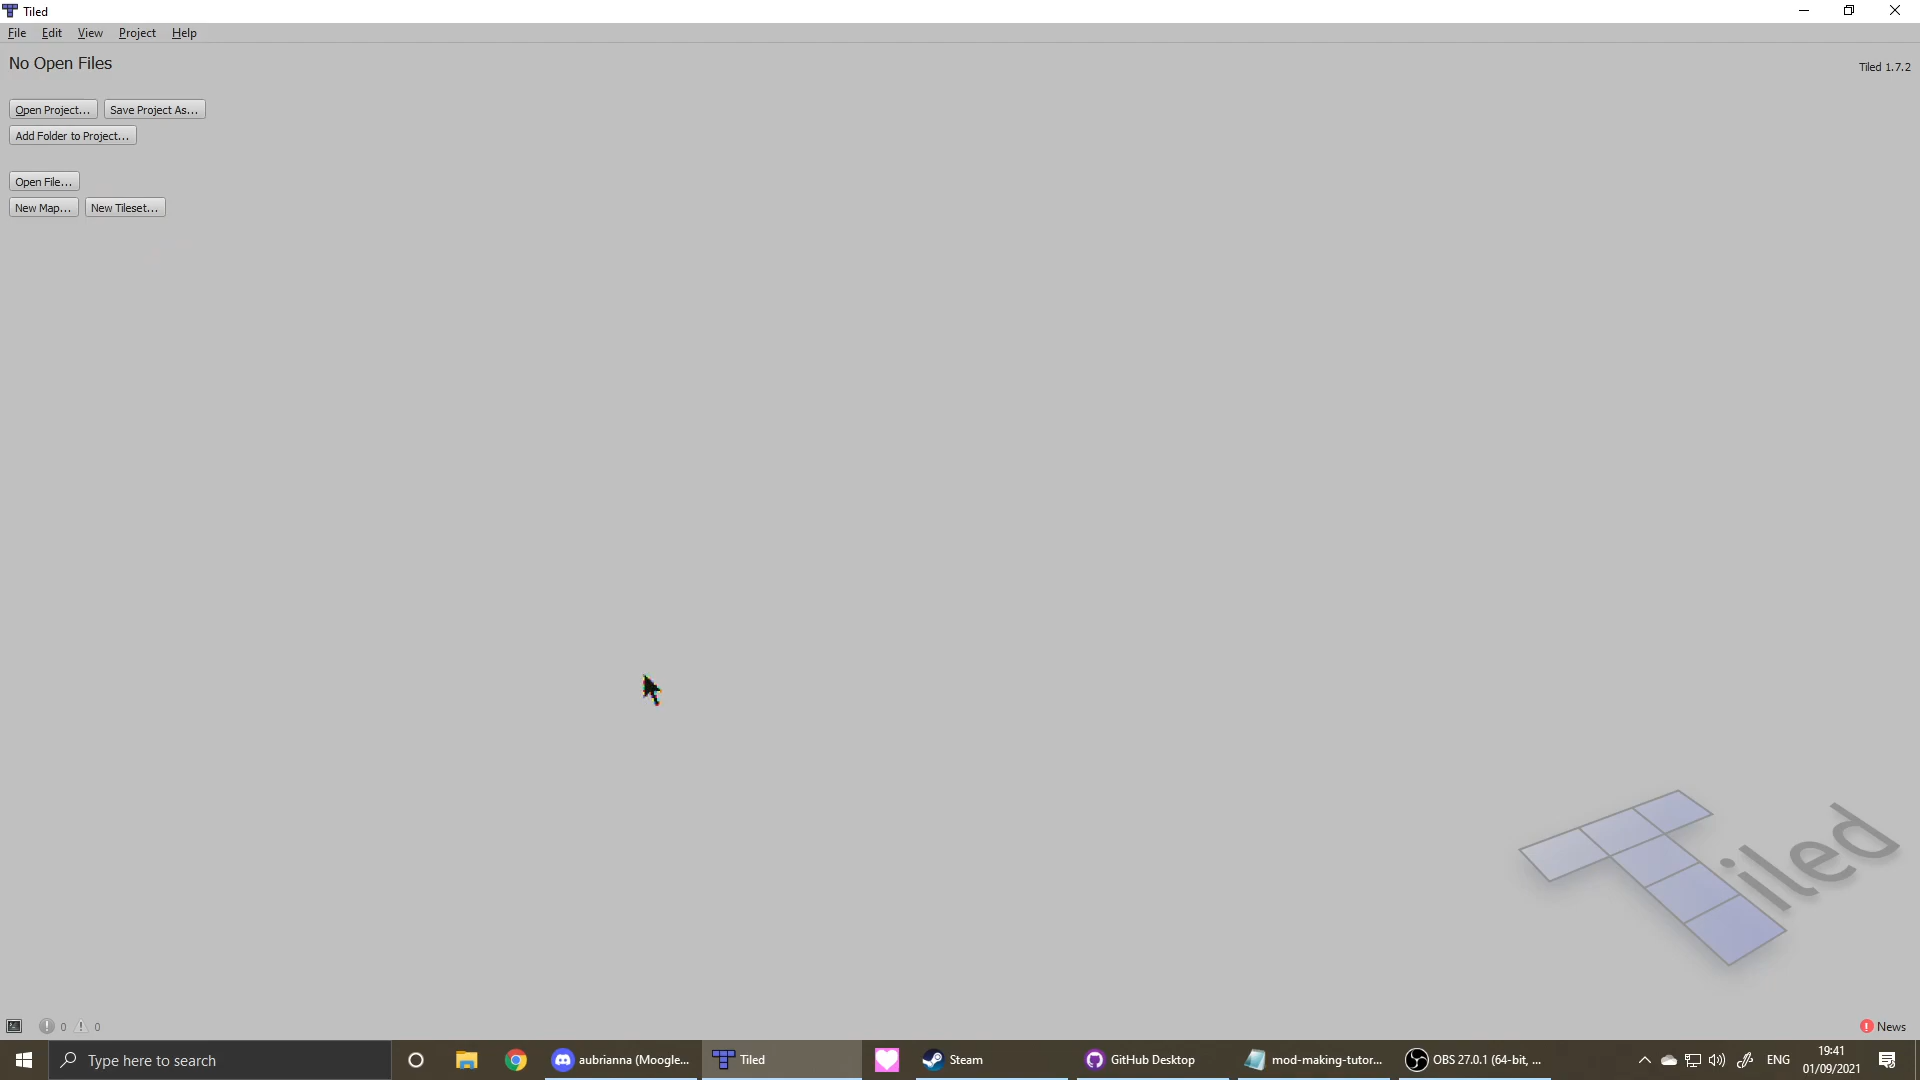 Tiled
File Edit View Project Help
No Open Files
Tiled 1.7.2
Open Project... Save Project As...
Add Folder to Project...
Open File...
New Map... New Tileset...
Tiled
0 0
News
Type here to search
aubrianna (Moogle...
Tiled
Steam
GitHub Desktop
mod-making-tutor...
OBS 27.0.1 (64-bit, ...
ENG
19:41
01/09/2021